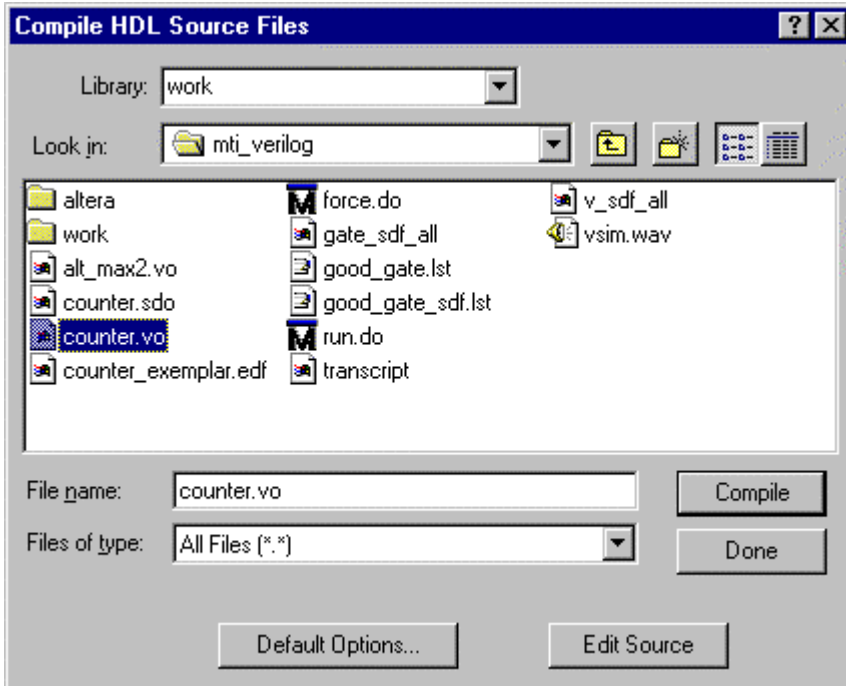 Compile HDL Source Files
Library: work
Look in: mti_verilog
altera force.do v_sdf_all
work gate_sdf_all vsim.wav
alt_max2.vo good_gate.lst
counter.sdo good_gate_sdf.lst
counter.vo run.do
counter_exemplar.edf transcript
File name: counter.vo Compile
Files of type: All Files (*.*) Done
Default Options... Edit Source